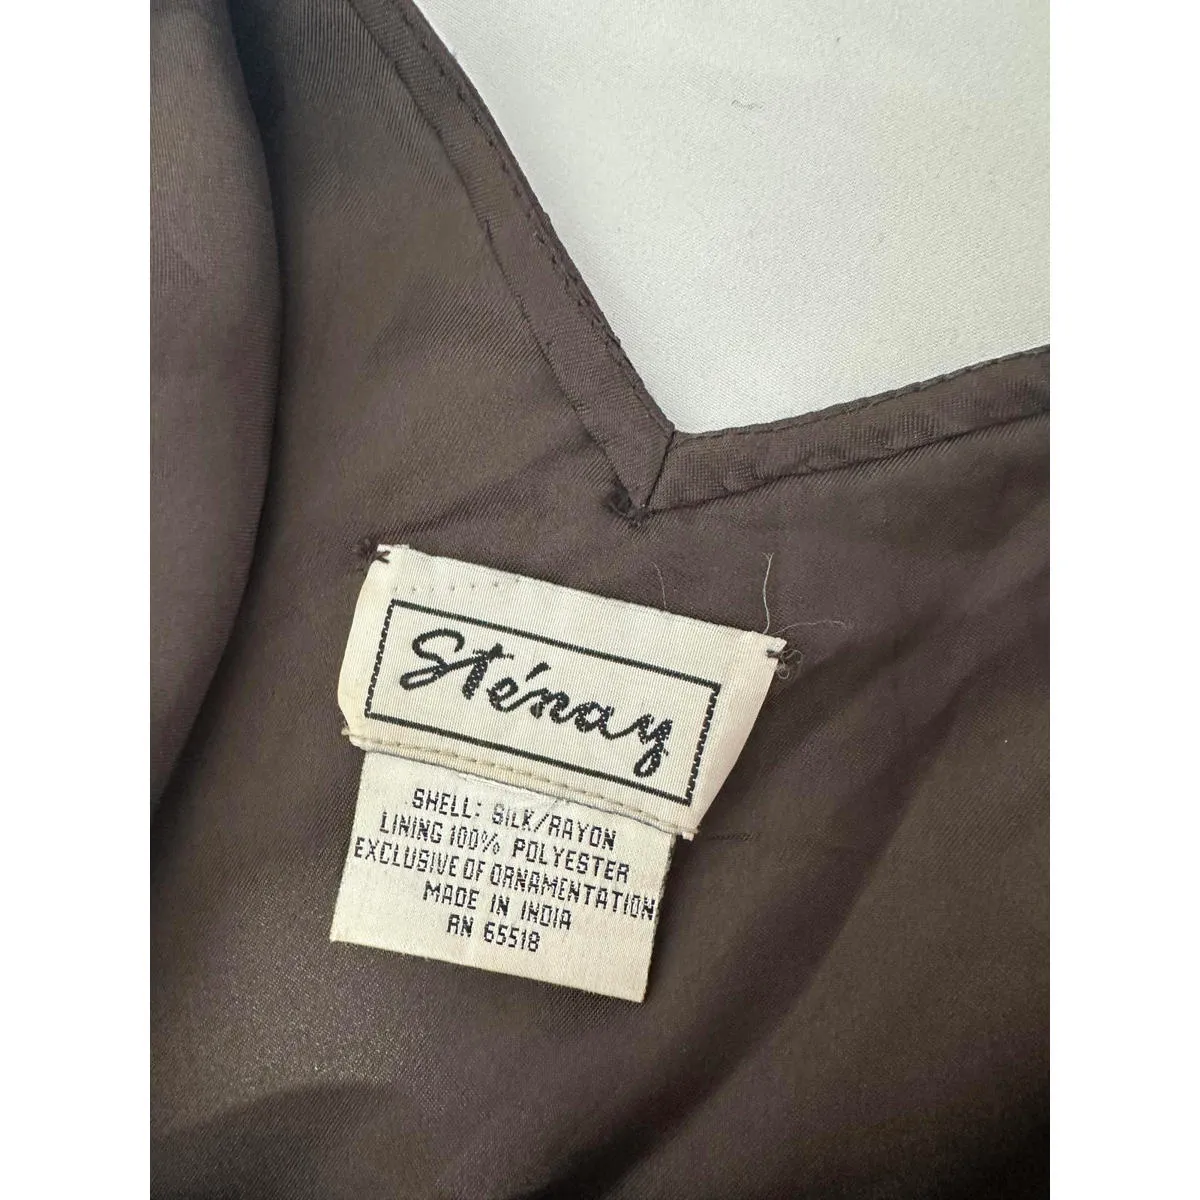 Sténay
SHELL: SILK/RAYON
LINING 100% POLYESTER
EXCLUSIVE OF ORNAMENTATION
MADE IN INDIA
RN 65518